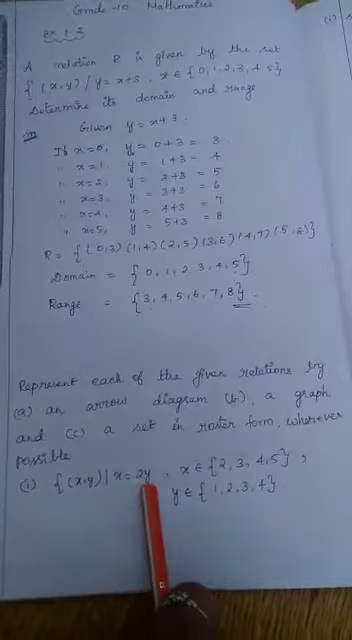 Grade -10 Mathematics
Ex 1.2
(i)
A relation R is given by the set
{ (x,y) / y = x+3, x ∈ {0,1,2,3,4,5}}
Determine its domain and range
Given y = x+3.
If x=0, y = 0+3 = 3
" x=1, y = 1+3 = 4
" x=2, y = 2+3 = 5
" x=3, y = 3+3 = 6
" x=4, y = 4+3 = 7
" x=5, y = 5+3 = 8
R = {(0,3) (1,4) (2,5) (3,6) (4,7) (5,8)}
Domain = {0, 1, 2, 3, 4, 5}
Range = {3, 4, 5, 6, 7, 8}.
Represent each of the given relations by
(a) an arrow diagram (b), a graph
and (c) a set in roster form, wherever
possible
(i) {(x,y) | x = 2y, x ∈ {2, 3, 4, 5},
y ∈ {1, 2, 3, 4}